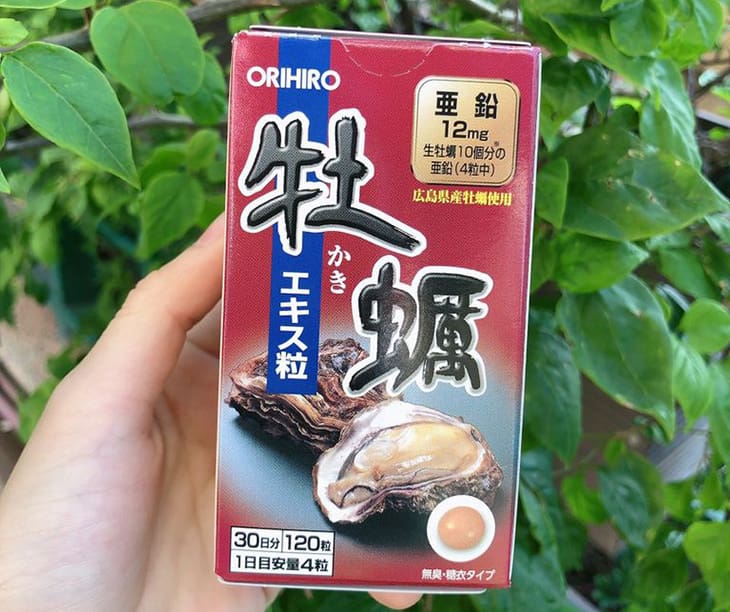 ORIHIRO
亜鉛
12mg
生牡蠣10個分の※
亜鉛(4粒中)
広島県産牡蠣使用
牡蠣
かき
エキス粒
30日分 120粒
1日目安量4粒
無臭・糖衣タイプ